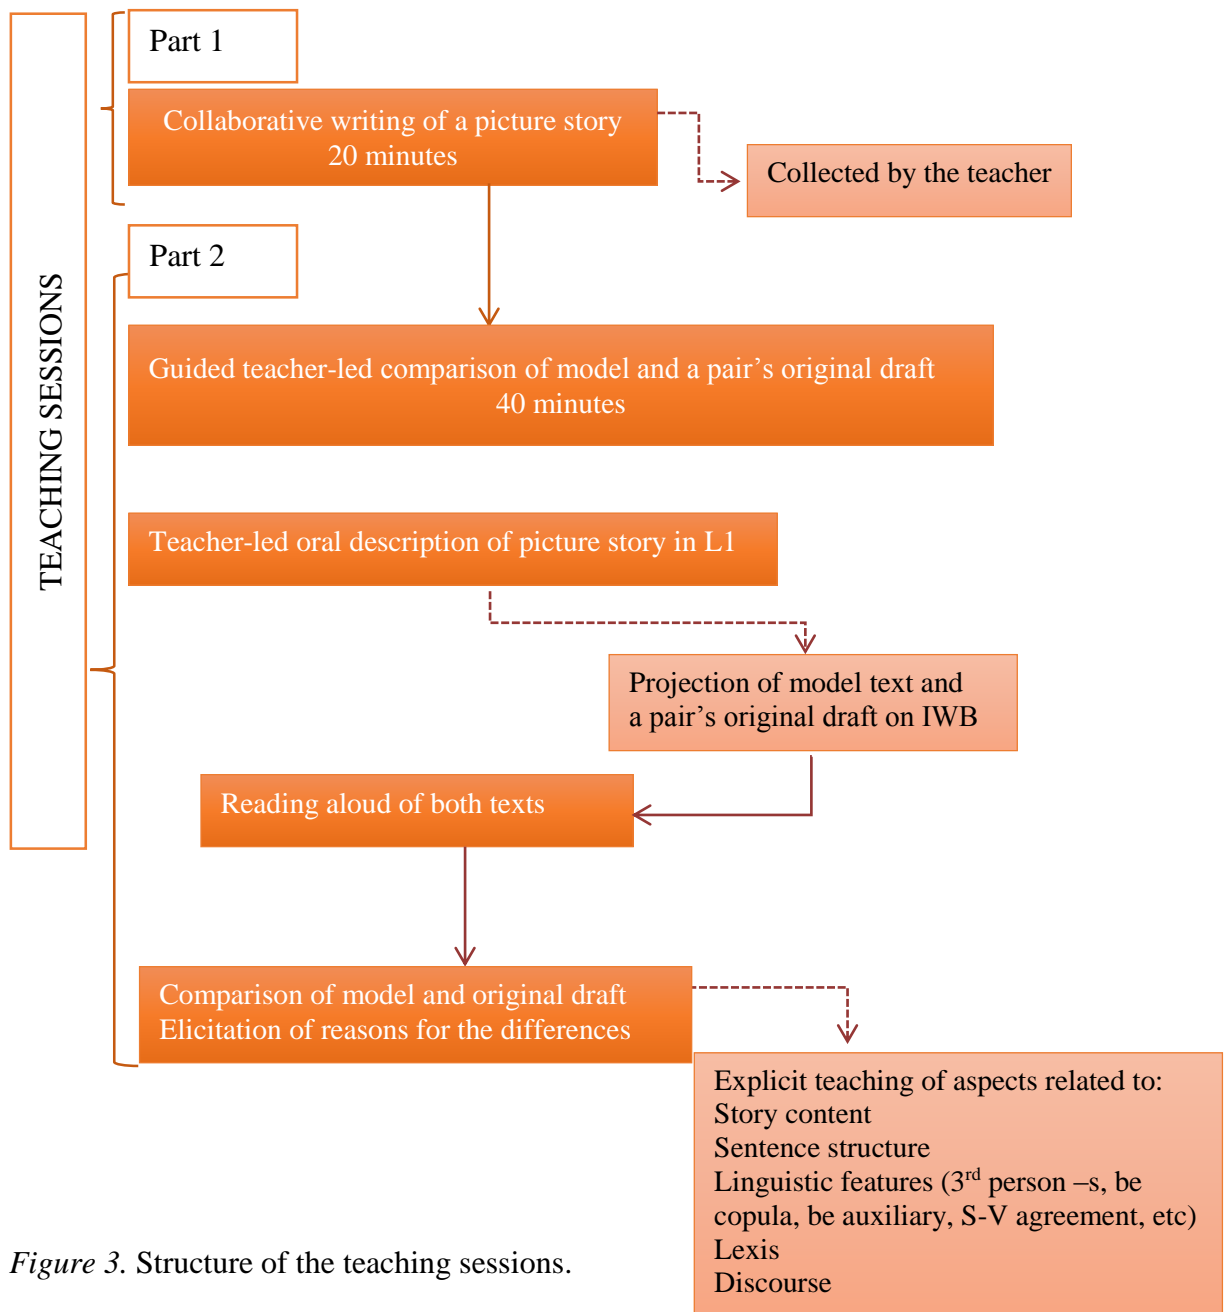 TEACHING SESSIONS
Part 1
Collaborative writing of a picture story
20 minutes
Collected by the teacher
Part 2
Guided teacher-led comparison of model and a pair’s original draft
40 minutes
Teacher-led oral description of picture story in L1
Projection of model text and
a pair’s original draft on IWB
Reading aloud of both texts
Comparison of model and original draft
Elicitation of reasons for the differences
Explicit teaching of aspects related to:
Story content
Sentence structure
Linguistic features (3rd person –s, be
copula, be auxiliary, S-V agreement, etc)
Lexis
Discourse
Figure 3. Structure of the teaching sessions.